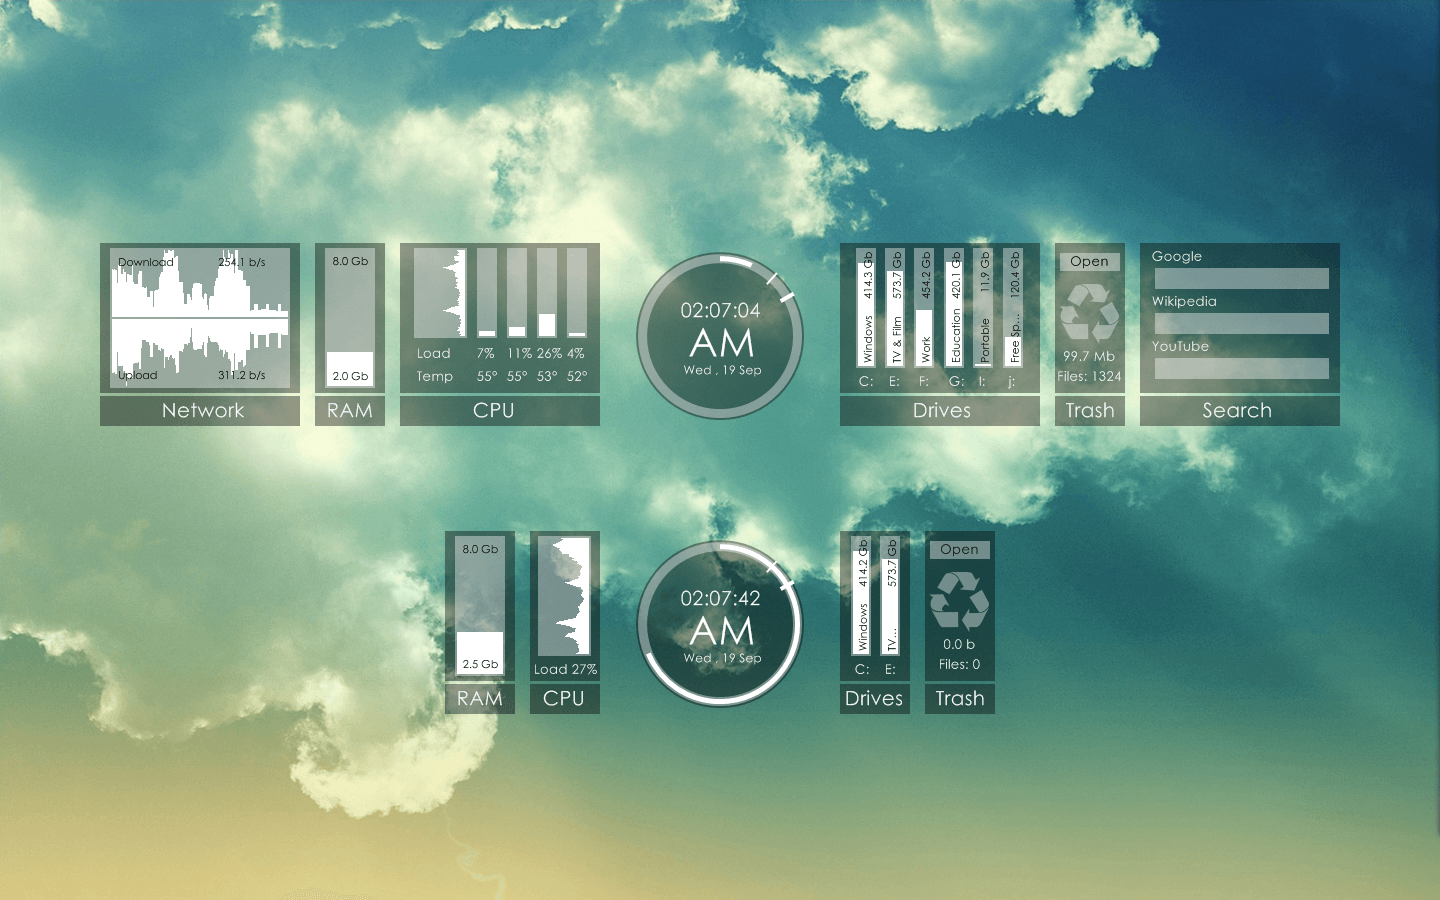 Download 254.1 b/s
Upload 311.2 b/s
Network
8.0 Gb
2.0 Gb
RAM
Load 7% 11% 26% 4%
Temp 55° 55° 53° 52°
CPU
02:07:04
AM
Wed , 19 Sep
Windows 414.3 Gb
TV & Film 573.7 Gb
Work 454.2 Gb
Education 420.1 Gb
Portable 11.9 Gb
Free Sp... 120.4 Gb
C: E: F: G: I: j:
Drives
Open
99.7 Mb
Files: 1324
Trash
Google
Wikipedia
YouTube
Search
8.0 Gb
2.5 Gb
RAM
Load 27%
CPU
02:07:42
AM
Wed , 19 Sep
Windows 414.2 Gb
TV... 573.7 Gb
C: E:
Drives
Open
0.0 b
Files: 0
Trash